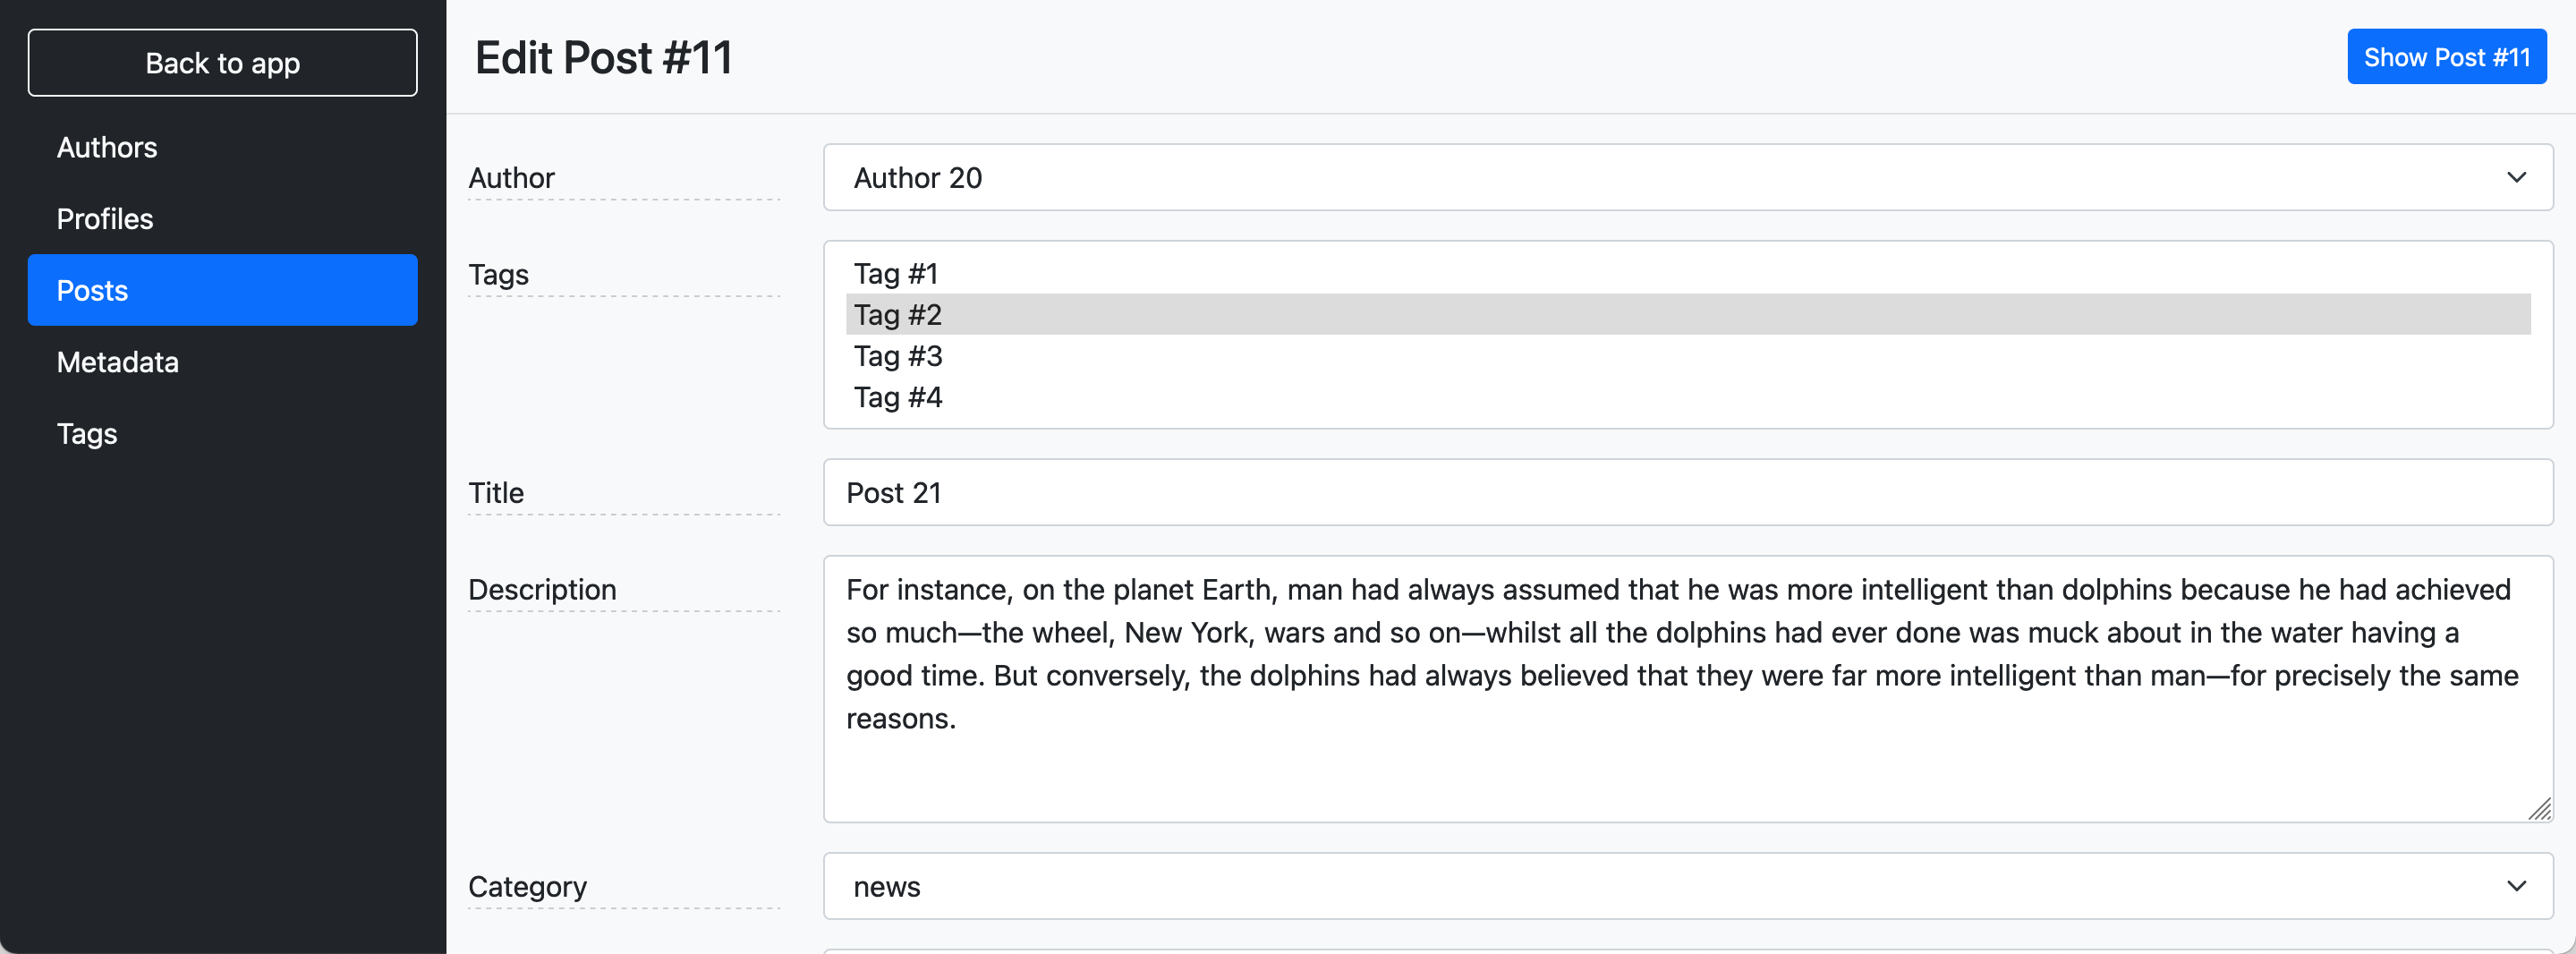 Back to app
Authors
Profiles
Posts
Metadata
Tags
Edit Post #11
Show Post #11
Author
Author 20
Tags
Tag #1
Tag #2
Tag #3
Tag #4
Title
Post 21
Description
For instance, on the planet Earth, man had always assumed that he was more intelligent than dolphins because he had achieved
so much—the wheel, New York, wars and so on—whilst all the dolphins had ever done was muck about in the water having a
good time. But conversely, the dolphins had always believed that they were far more intelligent than man—for precisely the same
reasons.
Category
news